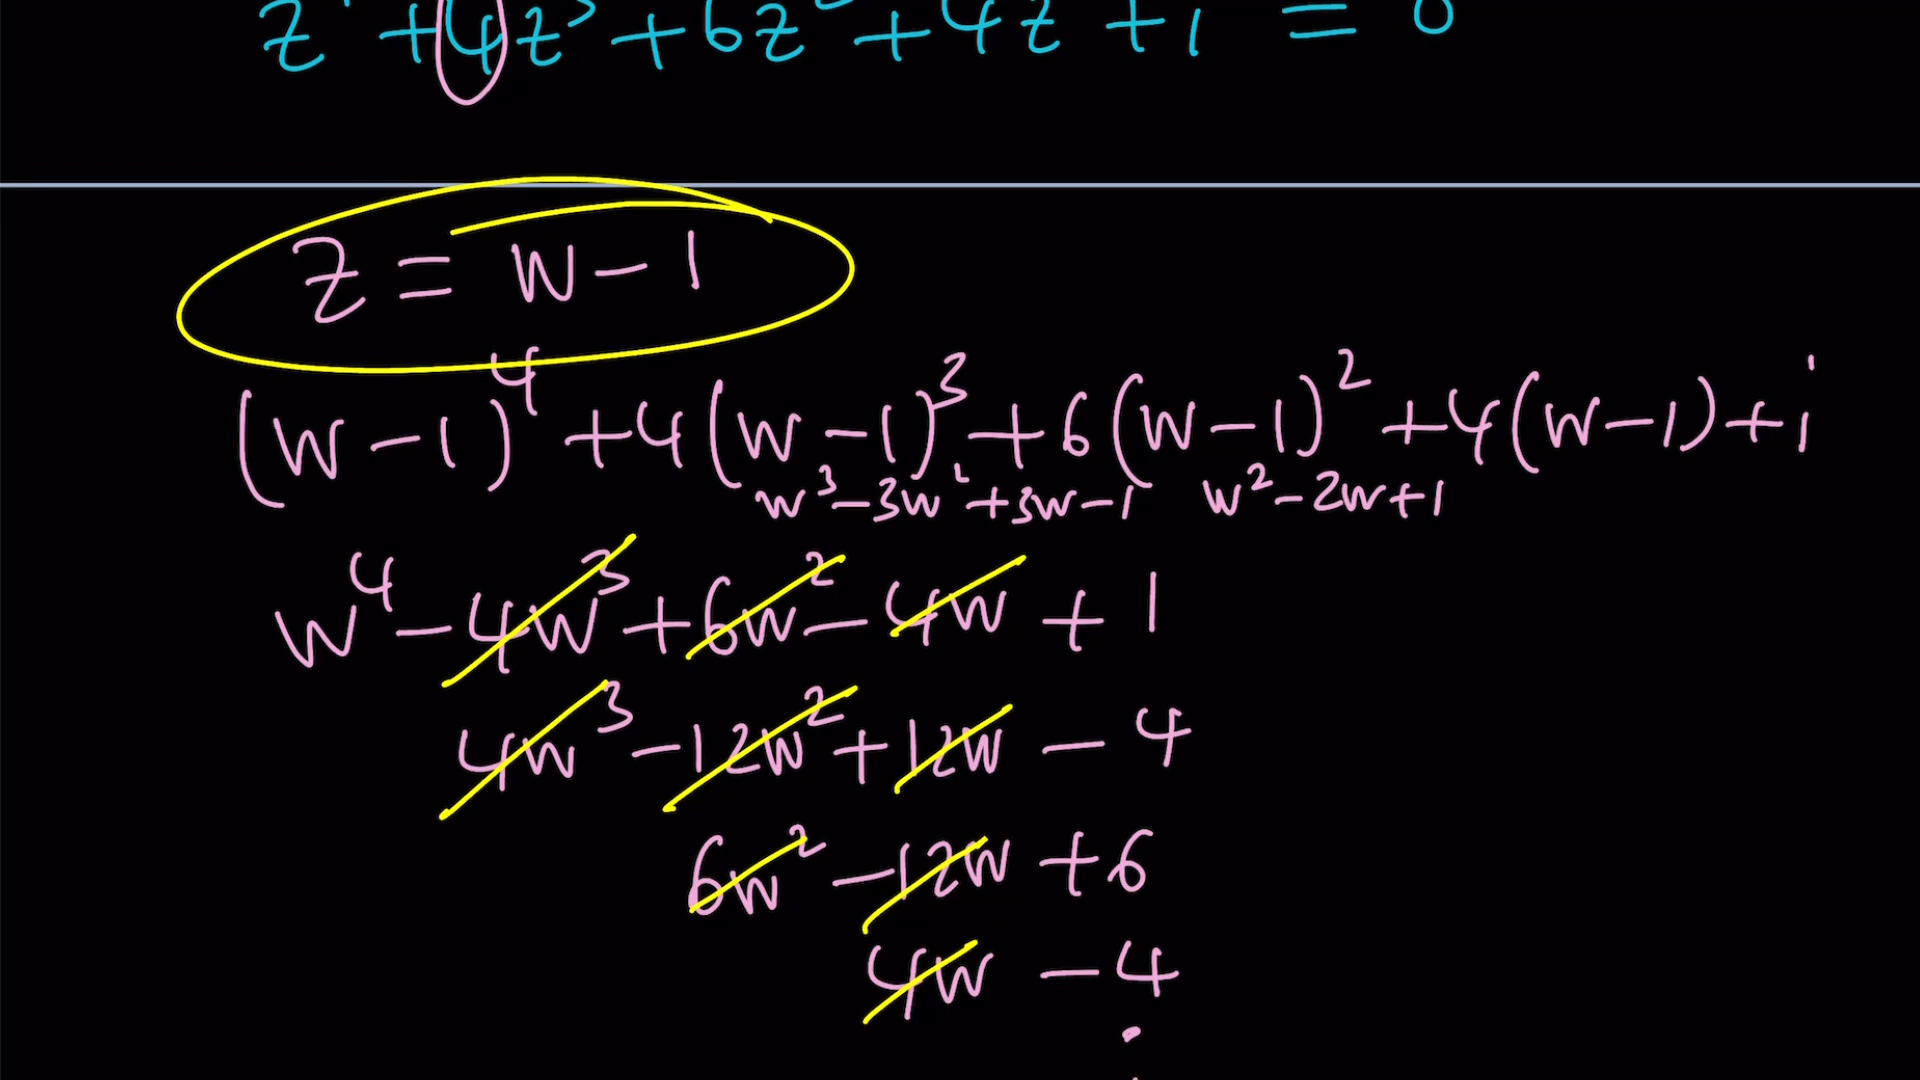 z⁴ + 4z³ + 6z² + 4z + i = 0
z = w - 1
(w-1)⁴ + 4(w-1)³ + 6(w-1)² + 4(w-1) + i
w³ - 3w² + 3w - 1 w² - 2w + 1
w⁴ - 4w³ + 6w² - 4w + 1
4w³ - 12w² + 12w - 4
6w² - 12w + 6
4w - 4